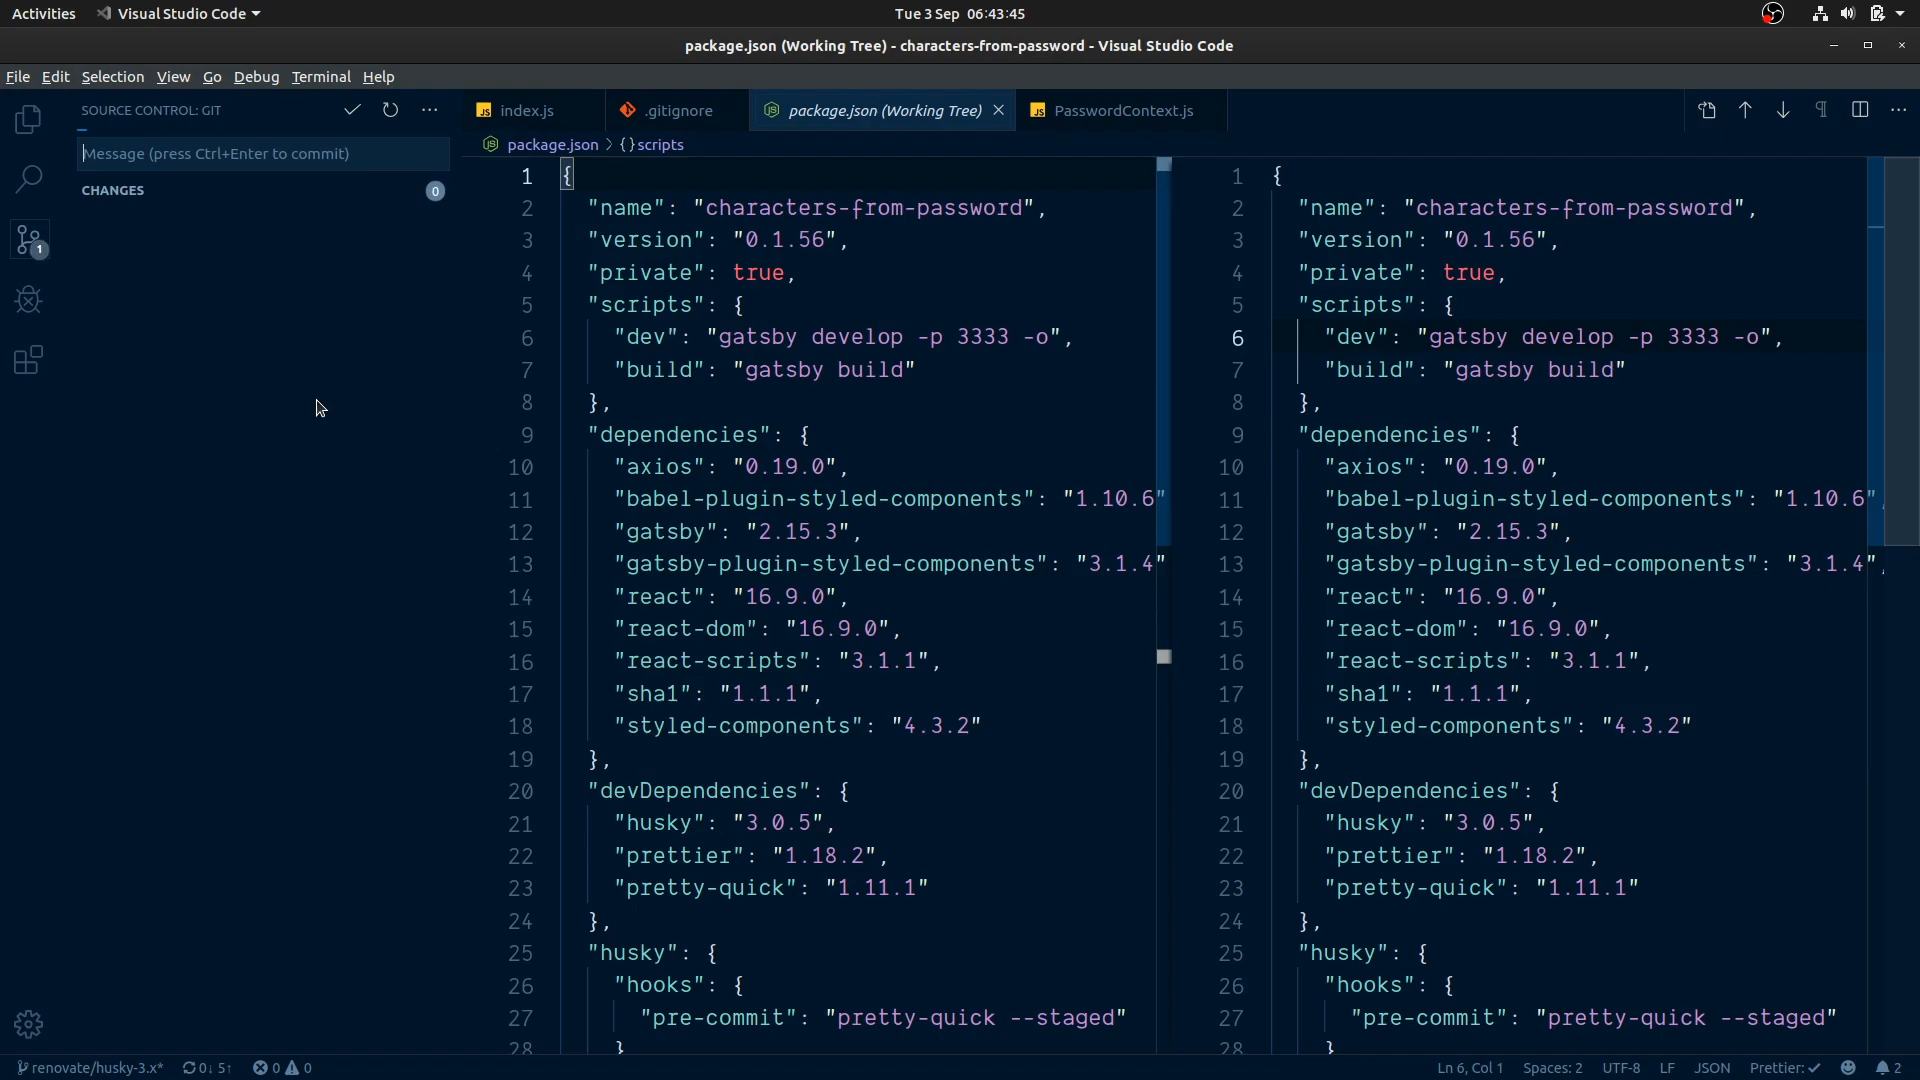 Activities Visual Studio Code Tue 3 Sep 06:43:45
package.json (Working Tree) - characters-from-password - Visual Studio Code
File Edit Selection View Go Debug Terminal Help
SOURCE CONTROL: GIT
Message (press Ctrl+Enter to commit)
CHANGES 0
1
index.js .gitignore package.json (Working Tree) PasswordContext.js
package.json > {} scripts
1 {
2 "name": "characters-from-password",
3 "version": "0.1.56",
4 "private": true,
5 "scripts": {
6 "dev": "gatsby develop -p 3333 -o",
7 "build": "gatsby build"
8 },
9 "dependencies": {
10 "axios": "0.19.0",
11 "babel-plugin-styled-components": "1.10.6"
12 "gatsby": "2.15.3",
13 "gatsby-plugin-styled-components": "3.1.4"
14 "react": "16.9.0",
15 "react-dom": "16.9.0",
16 "react-scripts": "3.1.1",
17 "sha1": "1.1.1",
18 "styled-components": "4.3.2"
19 },
20 "devDependencies": {
21 "husky": "3.0.5",
22 "prettier": "1.18.2",
23 "pretty-quick": "1.11.1"
24 },
25 "husky": {
26 "hooks": {
27 "pre-commit": "pretty-quick --staged"
28 }
1 {
2 "name": "characters-from-password",
3 "version": "0.1.56",
4 "private": true,
5 "scripts": {
6 "dev": "gatsby develop -p 3333 -o",
7 "build": "gatsby build"
8 },
9 "dependencies": {
10 "axios": "0.19.0",
11 "babel-plugin-styled-components": "1.10.6",
12 "gatsby": "2.15.3",
13 "gatsby-plugin-styled-components": "3.1.4",
14 "react": "16.9.0",
15 "react-dom": "16.9.0",
16 "react-scripts": "3.1.1",
17 "sha1": "1.1.1",
18 "styled-components": "4.3.2"
19 },
20 "devDependencies": {
21 "husky": "3.0.5",
22 "prettier": "1.18.2",
23 "pretty-quick": "1.11.1"
24 },
25 "husky": {
26 "hooks": {
27 "pre-commit": "pretty-quick --staged"
28 }
renovate/husky-3.x* 0↓ 5↑ 0 0 Ln 6, Col 1 Spaces: 2 UTF-8 LF JSON Prettier: ✓ 2